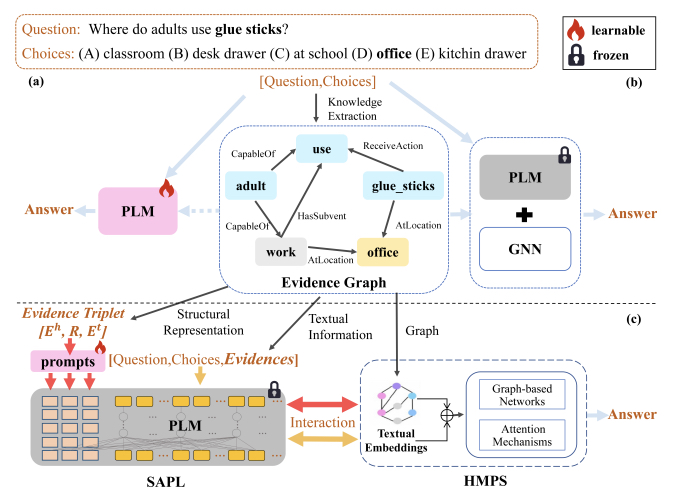 Question: Where do adults use glue sticks?
Choices: (A) classroom (B) desk drawer (C) at school (D) office (E) kitchin drawer
learnable
frozen
(a)
[Question,Choices]
(b)
Knowledge
Extraction
use
CapableOf
ReceiveAction
adult
glue_sticks
PLM
Answer
PLM
HasSubvent
CapableOf
AtLocation
Answer
GNN
work
AtLocation
office
Evidence Graph
(c)
Evidence Triplet
[Eʰ, R, Eᵗ]
Structural
Representation
Textual
Information
Graph
prompts
[Question,Choices,Evidences]
PLM
Interaction
Textual
Embeddings
Graph-based
Networks
Attention
Mechanisms
Answer
SAPL
HMPS